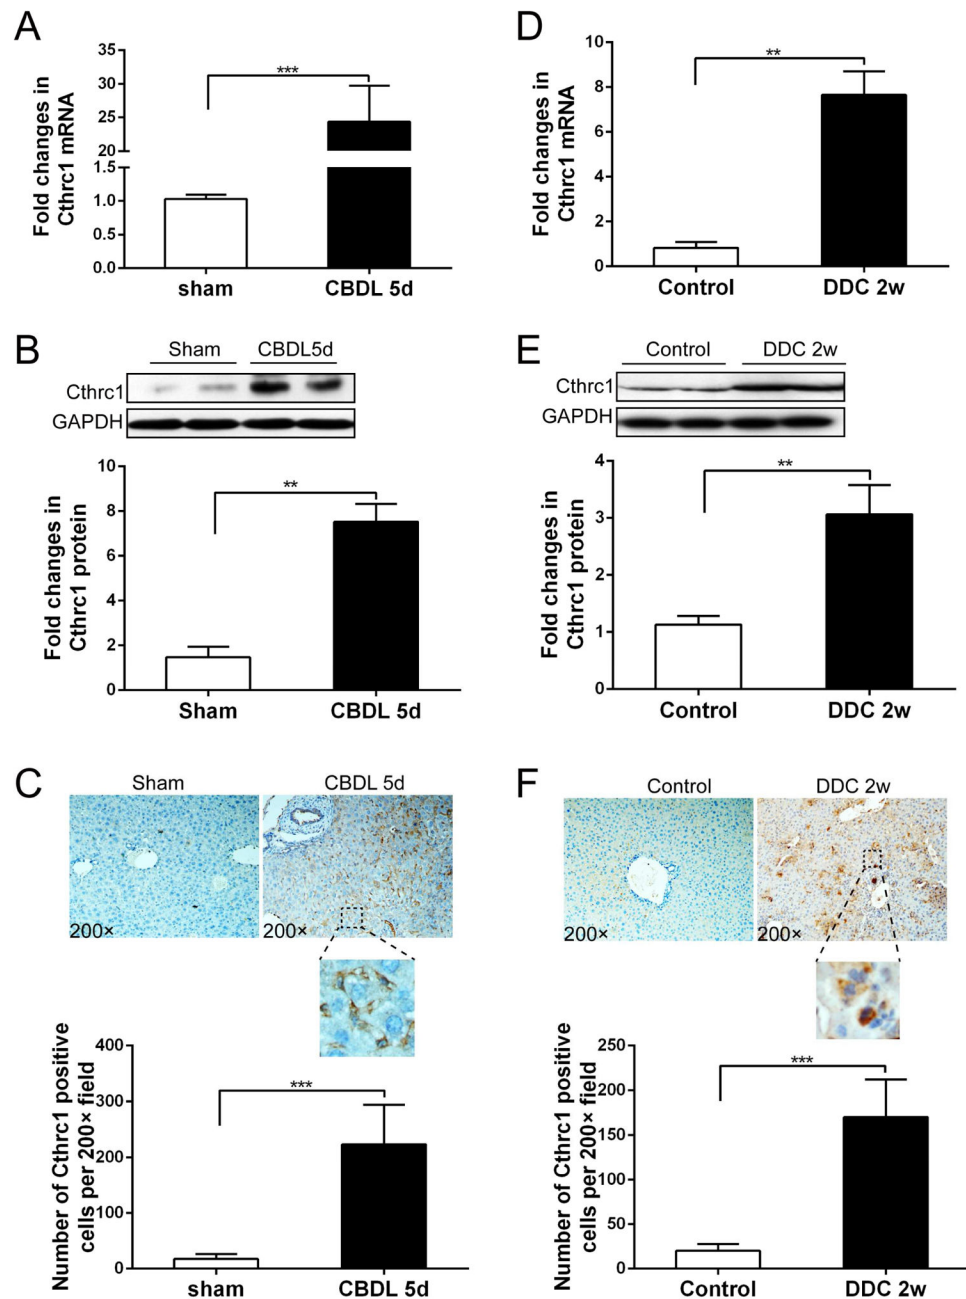 A
Fold changes in
Cthrc1 mRNA
35
30
25
20
1.5
1.0
0.5
0.0
***
sham
CBDL 5d
D
Fold changes in
Cthrc1 mRNA
10
8
6
4
2
0
**
Control
DDC 2w
B
Sham
CBDL5d
Cthrc1
GAPDH
Fold changes in
Cthrc1 protein
10
8
6
4
2
0
**
Sham
CBDL 5d
E
Control
DDC 2w
Cthrc1
GAPDH
Fold changes in
Cthrc1 protein
4
3
2
1
0
**
Control
DDC 2w
C
Sham
CBDL 5d
200×
200×
Number of Cthrc1 positive
cells per 200× field
400
300
200
100
0
***
sham
CBDL 5d
F
Control
DDC 2w
200×
200×
Number of Cthrc1 positive
cells per 200× field
250
200
150
100
50
0
***
Control
DDC 2w